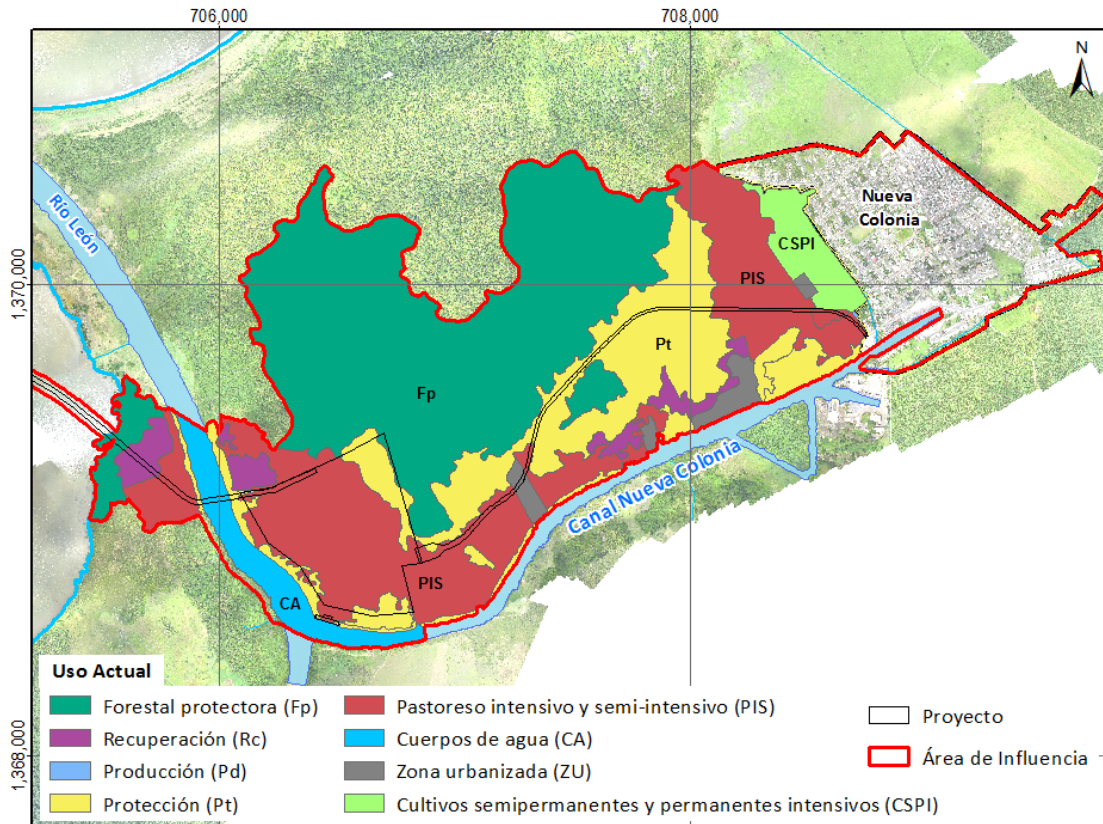 706,000
708,000
N
Nueva
Colonia
Río León
CSPI
1,370,000
PIS
Pt
Fp
Canal Nueva Colonia
PIS
CA
Uso Actual
Forestal protectora (Fp)
Pastoreso intensivo y semi-intensivo (PIS)
Proyecto
Recuperación (Rc)
Cuerpos de agua (CA)
Área de Influencia
1,368,000
Producción (Pd)
Zona urbanizada (ZU)
Protección (Pt)
Cultivos semipermanentes y permanentes intensivos (CSPI)